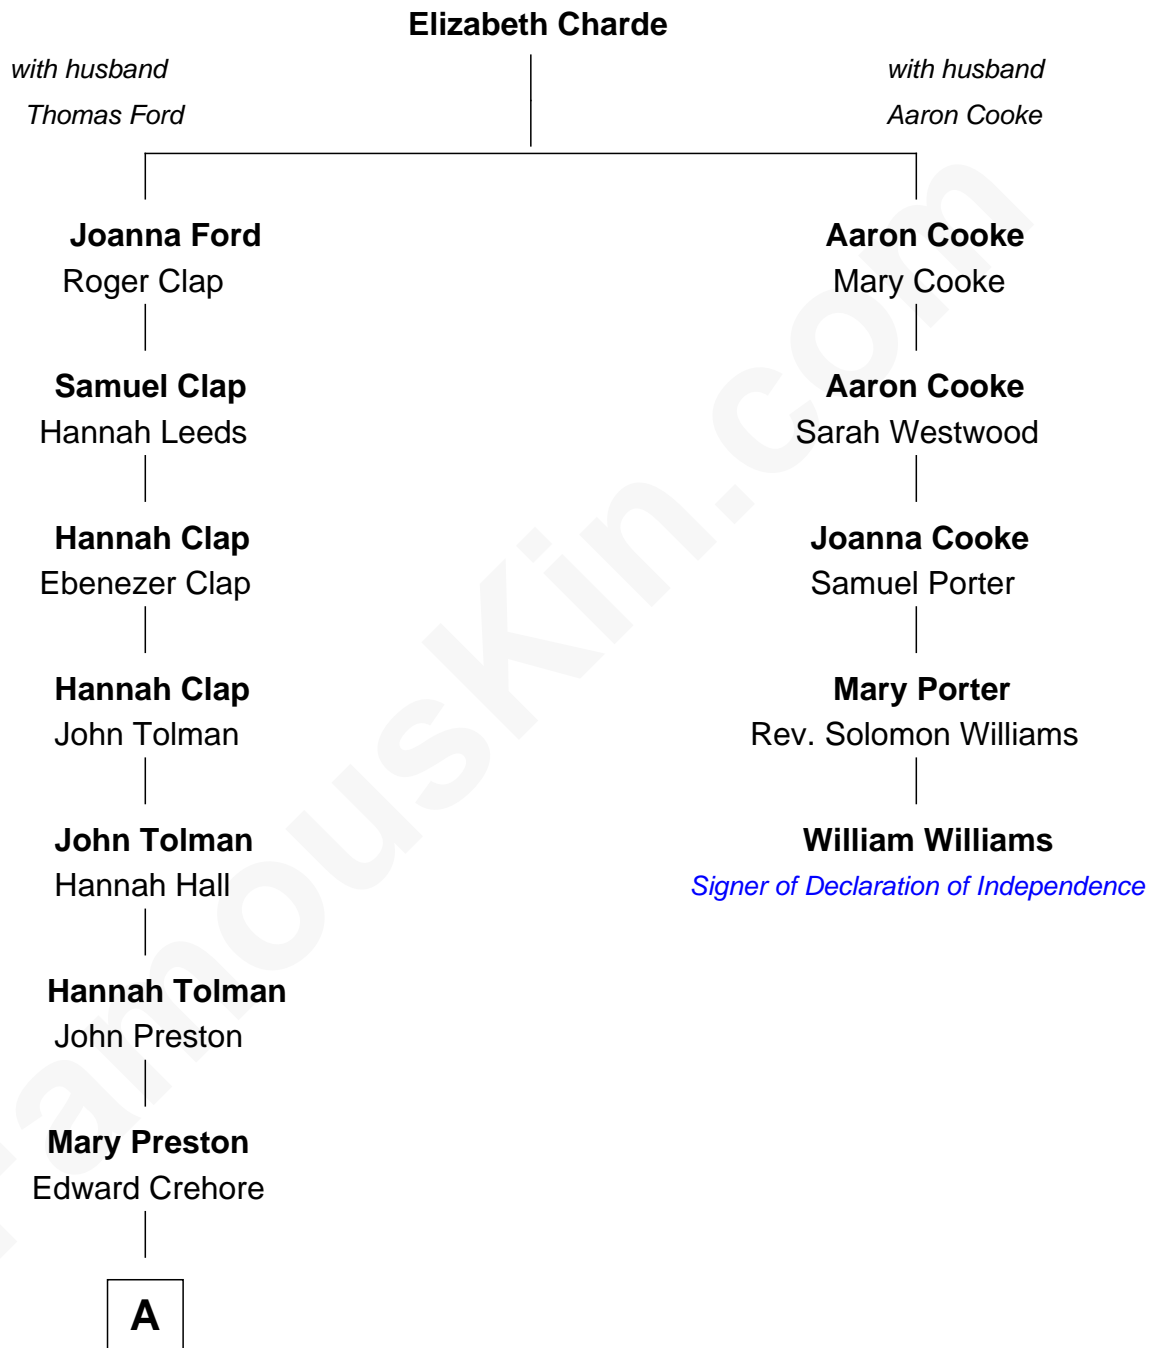 Elizabeth Charde
with husband
Thomas Ford
with husband
Aaron Cooke
Joanna Ford
Roger Clap
Aaron Cooke
Mary Cooke
Samuel Clap
Hannah Leeds
Aaron Cooke
Sarah Westwood
Hannah Clap
Ebenezer Clap
Joanna Cooke
Samuel Porter
Hannah Clap
John Tolman
Mary Porter
Rev. Solomon Williams
John Tolman
Hannah Hall
William Williams
Signer of Declaration of Independence
Hannah Tolman
John Preston
Mary Preston
Edward Crehore
A
FamousKin.com